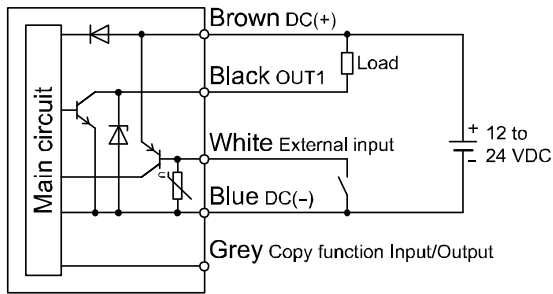 Brown DC(+)
Load
Black OUT1
Main circuit
White External input
+ 12 to
- 24 VDC
Blue DC(−)
Grey Copy function Input/Output